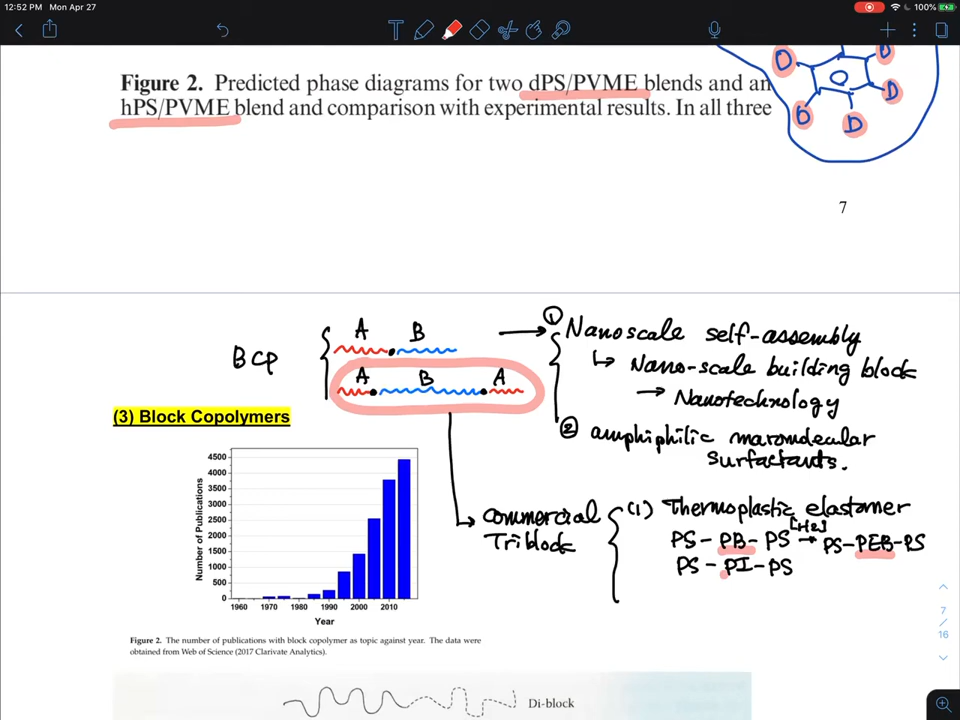 12:52 PM Mon Apr 27
100%
Figure 2. Predicted phase diagrams for two dPS/PVME blends and an
hPS/PVME blend and comparison with experimental results. In all three
D
D
D
D
7
BCP
A B
A B A
① Nanoscale self-assembly
↳ Nano-scale building block
→ Nanotechnology
② amphiphilic maromolecular
surfactants.
(3) Block Copolymers
Commercial
Triblock
(1) Thermoplastic elastomer
PS-PB-PS [H2] → PS-PEB-PS
PS-PI-PS
Number of Publications
4500
4000
3500
3000
2500
2000
1500
1000
500
0
1960 1970 1980 1990 2000 2010
Year
7
/
16
Figure 2. The number of publications with block copolymer as topic against year. The data were
obtained from Web of Science (2017 Clarivate Analytics).
Di-block